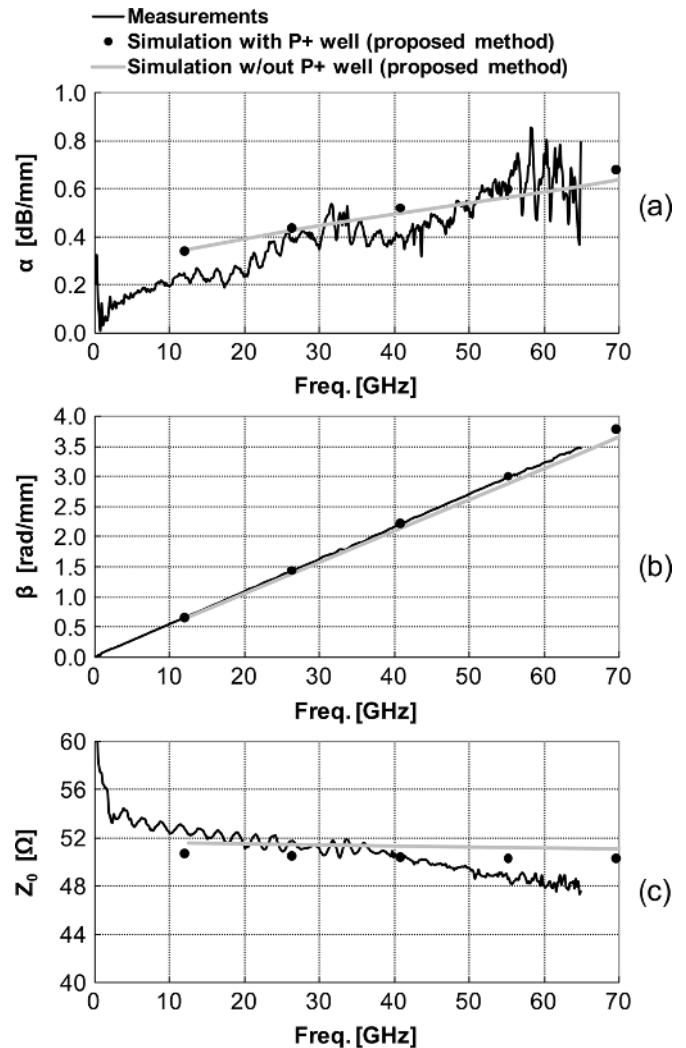 Measurements
Simulation with P+ well (proposed method)
Simulation w/out P+ well (proposed method)
1.0
0.8
0.6
0.4
0.2
0.0
α [dB/mm]
0 10 20 30 40 50 60 70
Freq. [GHz]
(a)
4.0
3.5
3.0
2.5
2.0
1.5
1.0
0.5
0.0
β [rad/mm]
0 10 20 30 40 50 60 70
Freq. [GHz]
(b)
60
56
52
48
44
40
Z0 [Ω]
0 10 20 30 40 50 60 70
Freq. [GHz]
(c)